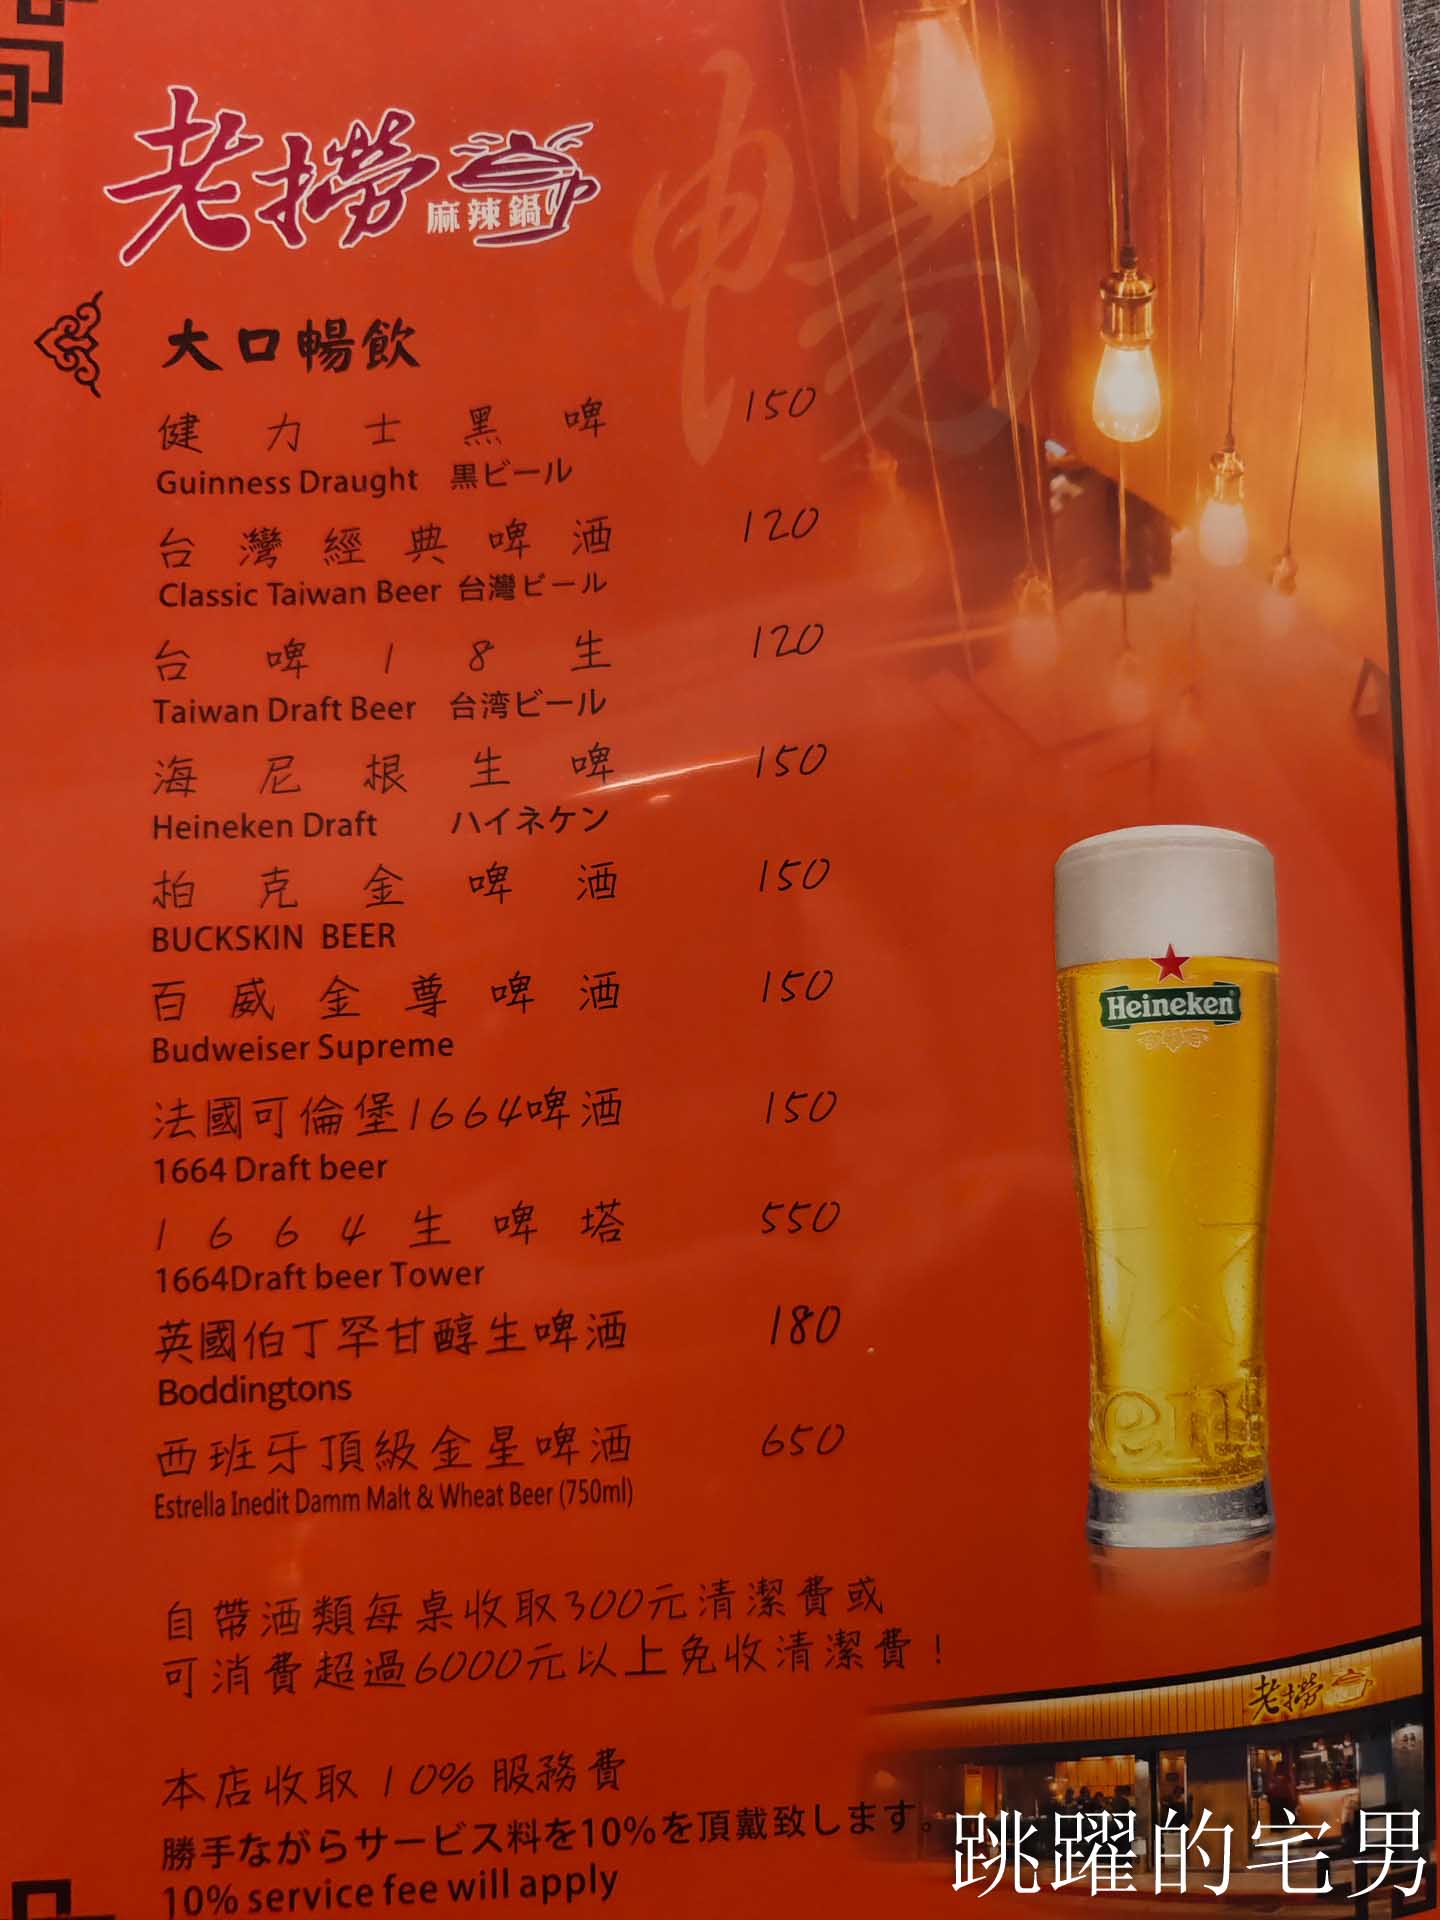 老撈
麻辣鍋
暢
大口暢飲
健力士黑啤 150
Guinness Draught 黒ビール
台灣經典啤酒 120
Classic Taiwan Beer 台灣ビール
台啤18生 120
Taiwan Draft Beer 台湾ビール
海尼根生啤 150
Heineken Draft ハイネケン
柏克金啤酒 150
BUCKSKIN BEER
百威金尊啤酒 150
Budweiser Supreme
法國可倫堡1664啤酒 150
1664 Draft beer
1664生啤塔 550
1664Draft beer Tower
英國伯丁罕甘醇生啤酒 180
Boddingtons
西班牙頂級金星啤酒 650
Estrella Inedit Damm Malt & Wheat Beer (750ml)
Heineken
自帶酒類每桌收取300元清潔費或
可消費超過6000元以上免收清潔費！
老撈
本店收取10%服務費
勝手ながらサービス料を10%を頂戴致します。
10% service fee will apply
跳躍的宅男